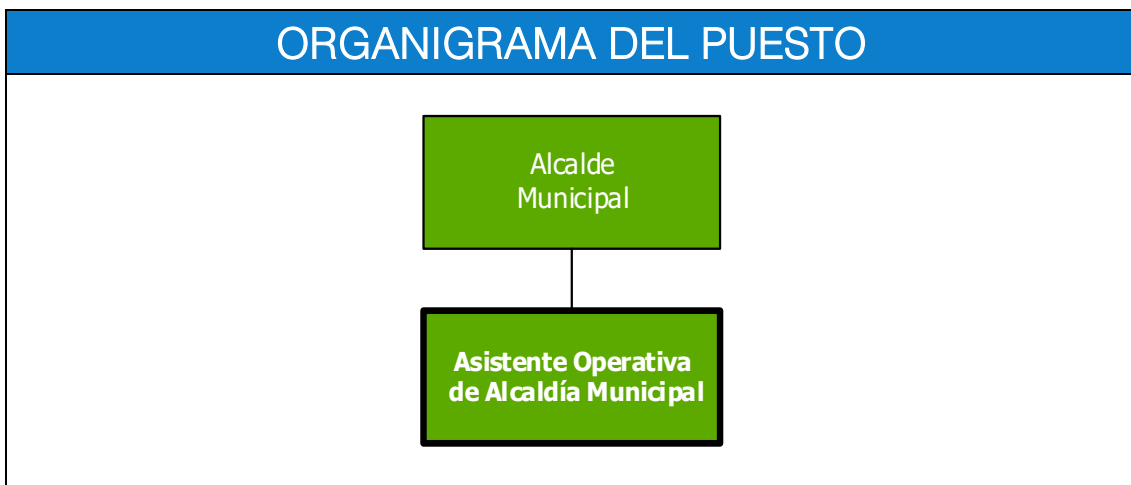 ORGANIGRAMA DEL PUESTO
Alcalde
Municipal
Asistente Operativa
de Alcaldía Municipal